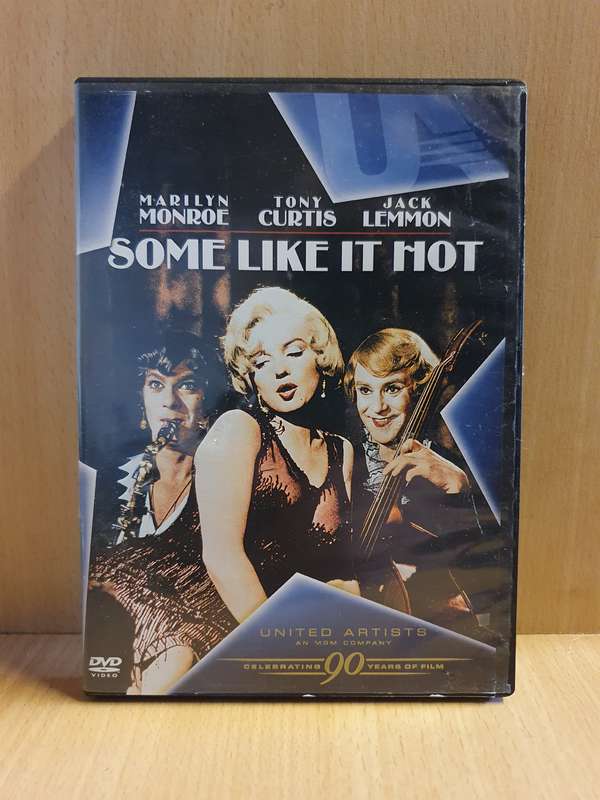 UA
MARILYN MONROE
TONY CURTIS
JACK LEMMON
SOME LIKE IT HOT
UNITED ARTISTS
AN MGM COMPANY
CELEBRATING 90 YEARS OF FILM
DVD
VIDEO